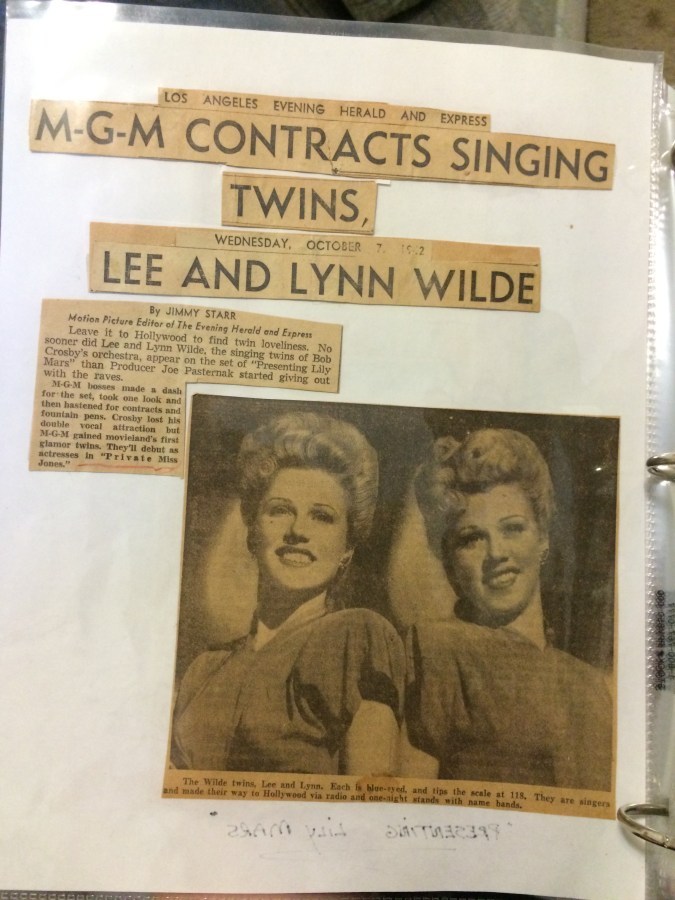 LOS ANGELES EVENING HERALD AND EXPRESS
M-G-M CONTRACTS SINGING
TWINS,
WEDNESDAY, OCTOBER 7,
LEE AND LYNN WILDE
By JIMMY STARR
Motion Picture Editor of The Evening Herald and Express
Leave it to Hollywood to find twin loveliness. No
sooner did Lee and Lynn Wilde, the singing twins of Bob
Crosby's orchestra, appear on the set of "Presenting Lily
Mars" than Producer Joe Pasternak started giving out
with the raves.
M-G-M bosses made a dash
for the set, took one look and
then hastened for contracts and
fountain pens. Crosby lost his
double vocal attraction but
M-G-M gained movieland's first
glamor twins. They'll debut as
actresses in "Private Miss
Jones."
The Wilde twins, Lee and Lynn. Each is blue-eyed, and tips the scale at 118. They are singers
and made their way to Hollywood via radio and one-night stands with name bands.
"PRESENTING LILY MARS"